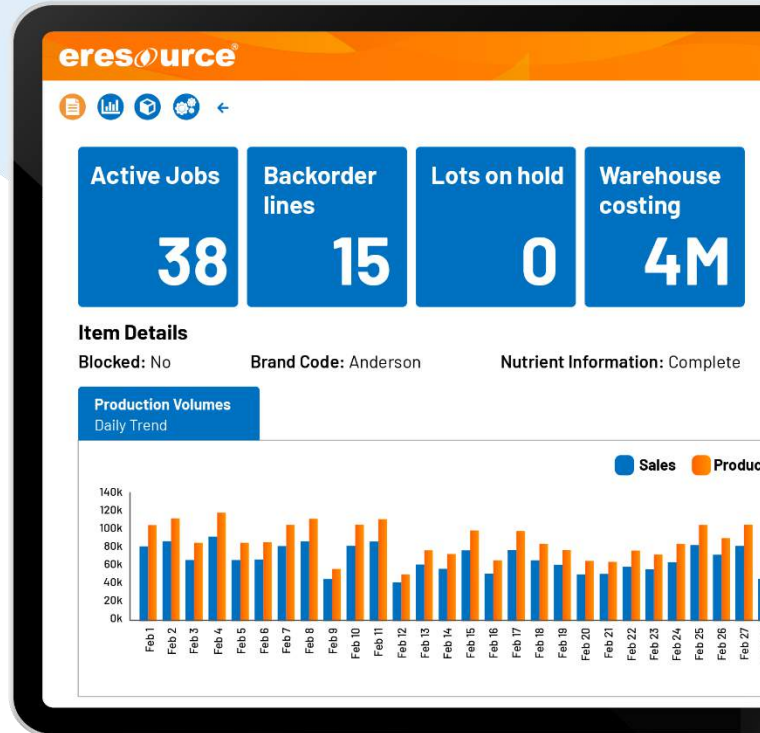 eresource®
Active Jobs
38
Backorder
lines
15
Lots on hold
0
Warehouse
costing
4M
Item Details
Blocked: No Brand Code: Anderson Nutrient Information: Complete
Production Volumes
Daily Trend
Sales Produc
140k
120k
100k
80k
60k
40k
20k
0k
Feb 1 Feb 2 Feb 3 Feb 4 Feb 5 Feb 6 Feb 7 Feb 8 Feb 9 Feb 10 Feb 11 Feb 12 Feb 13 Feb 14 Feb 15 Feb 16 Feb 17 Feb 18 Feb 19 Feb 20 Feb 21 Feb 22 Feb 23 Feb 24 Feb 25 Feb 26 Feb 27